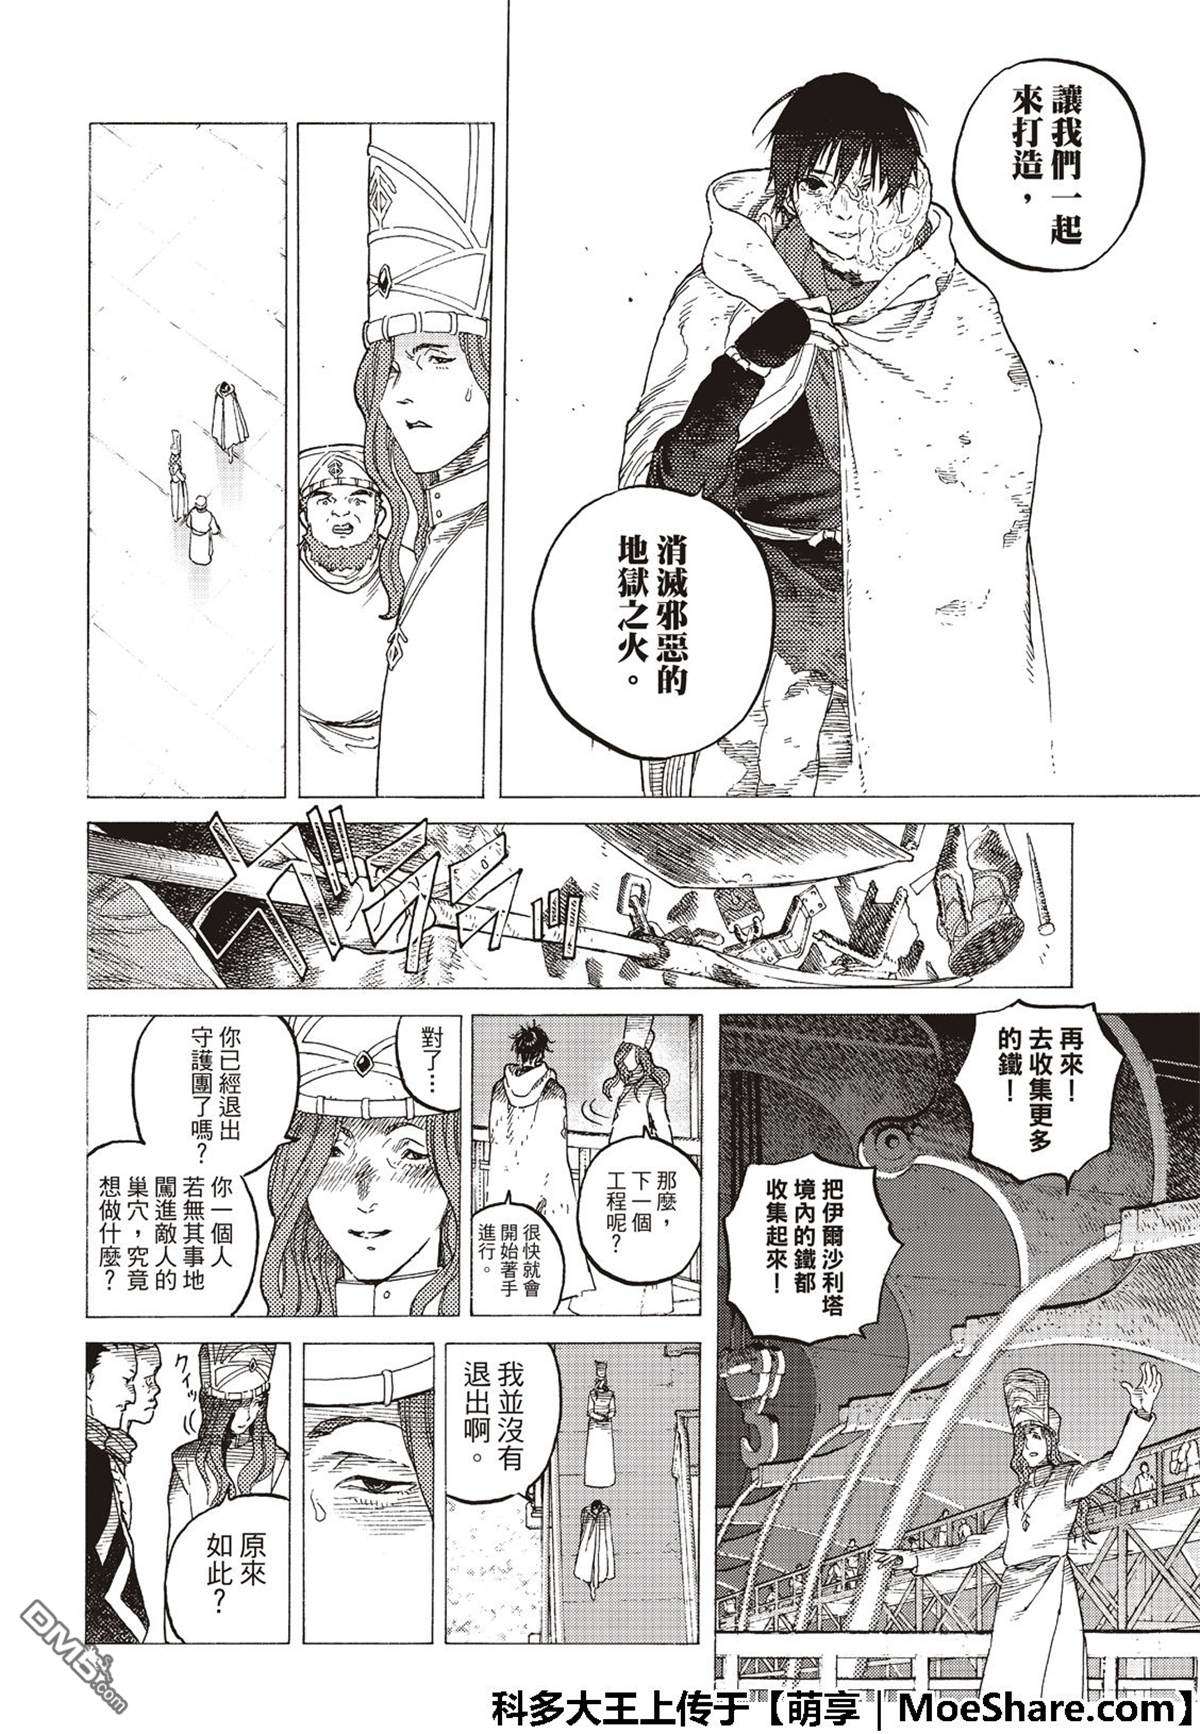 讓我們一起
來打造，
消滅邪惡的
地獄之火。
再來！
去收集更多
的鐵！
把伊爾沙利塔
境內的鐵都
收集起來！
那麼，
下一個
工程呢？
很快就會
開始著手
進行。
對了…
你已經退出
守護團了嗎？
你一個人
若無其事地
闖進敵人的
巢穴，究竟
想做什麼？
我並沒有
退出啊。
クイッ
原來
如此？
DM5
科多大王上传于【萌享｜MoeShare.com】